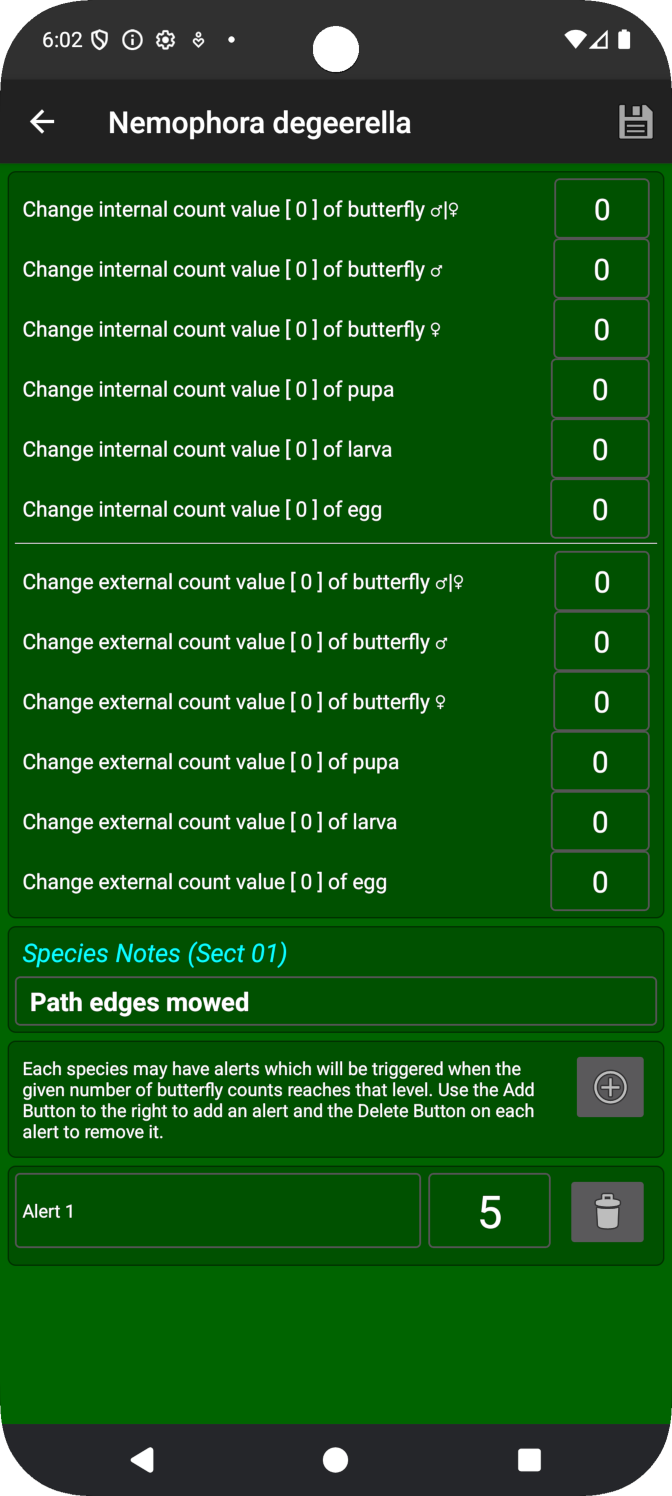 6:02
Nemophora degeerella
Change internal count value [ 0 ] of butterfly ♂|♀ 0
Change internal count value [ 0 ] of butterfly ♂ 0
Change internal count value [ 0 ] of butterfly ♀ 0
Change internal count value [ 0 ] of pupa 0
Change internal count value [ 0 ] of larva 0
Change internal count value [ 0 ] of egg 0
Change external count value [ 0 ] of butterfly ♂|♀ 0
Change external count value [ 0 ] of butterfly ♂ 0
Change external count value [ 0 ] of butterfly ♀ 0
Change external count value [ 0 ] of pupa 0
Change external count value [ 0 ] of larva 0
Change external count value [ 0 ] of egg 0
Species Notes (Sect 01)
Path edges mowed
Each species may have alerts which will be triggered when the
given number of butterfly counts reaches that level. Use the Add
Button to the right to add an alert and the Delete Button on each
alert to remove it.
Alert 1 5